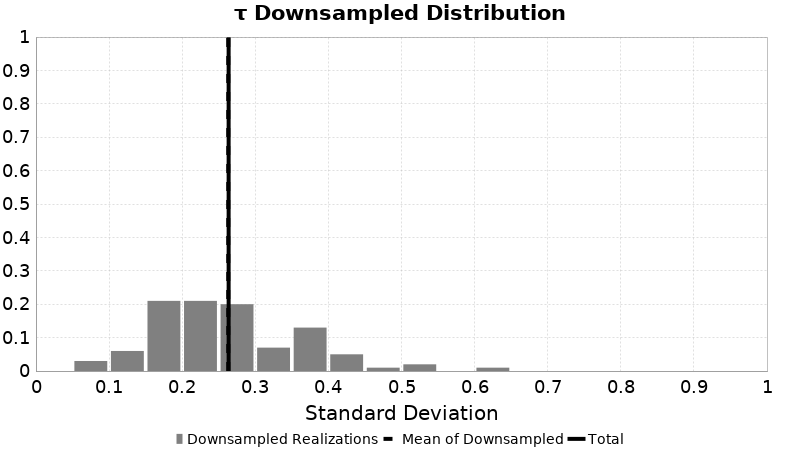 τ Downsampled Distribution
1
0.9
0.8
0.7
0.6
0.5
0.4
0.3
0.2
0.1
0
0 0.1 0.2 0.3 0.4 0.5 0.6 0.7 0.8 0.9 1
Standard Deviation
Downsampled Realizations Mean of Downsampled Total